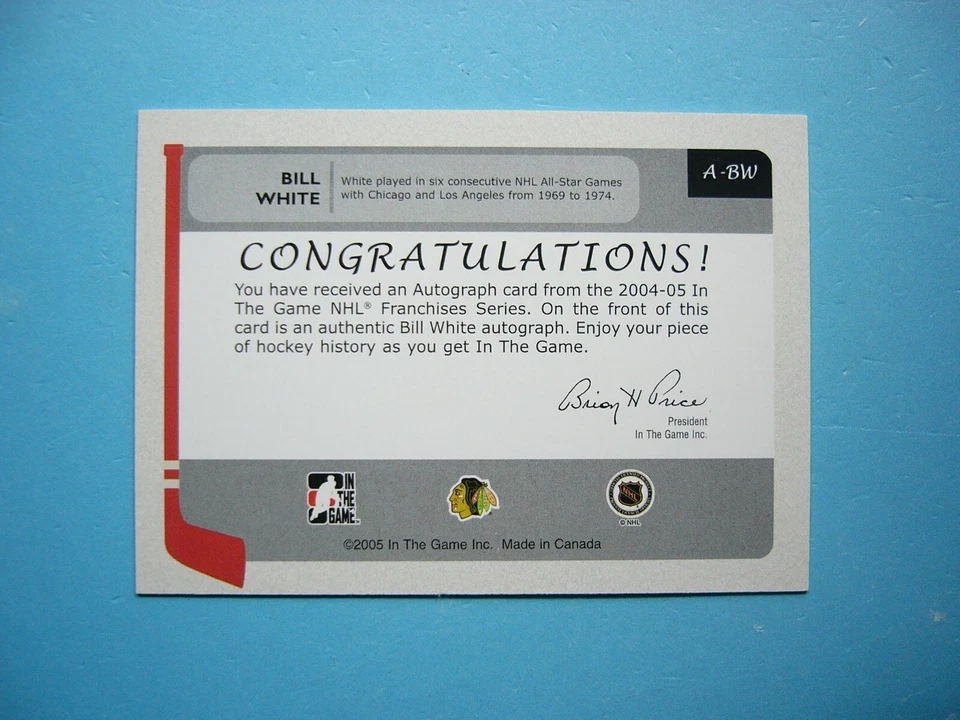 BILL
WHITE
White played in six consecutive NHL All-Star Games
with Chicago and Los Angeles from 1969 to 1974.
A-BW
CONGRATULATIONS!
You have received an Autograph card from the 2004-05 In
The Game NHL® Franchises Series. On the front of this
card is an authentic Bill White autograph. Enjoy your piece
of hockey history as you get In The Game.
Brian H Price
President
In The Game Inc.
IN
THE
GAME
NHL
© NHL
©2005 In The Game Inc. Made in Canada